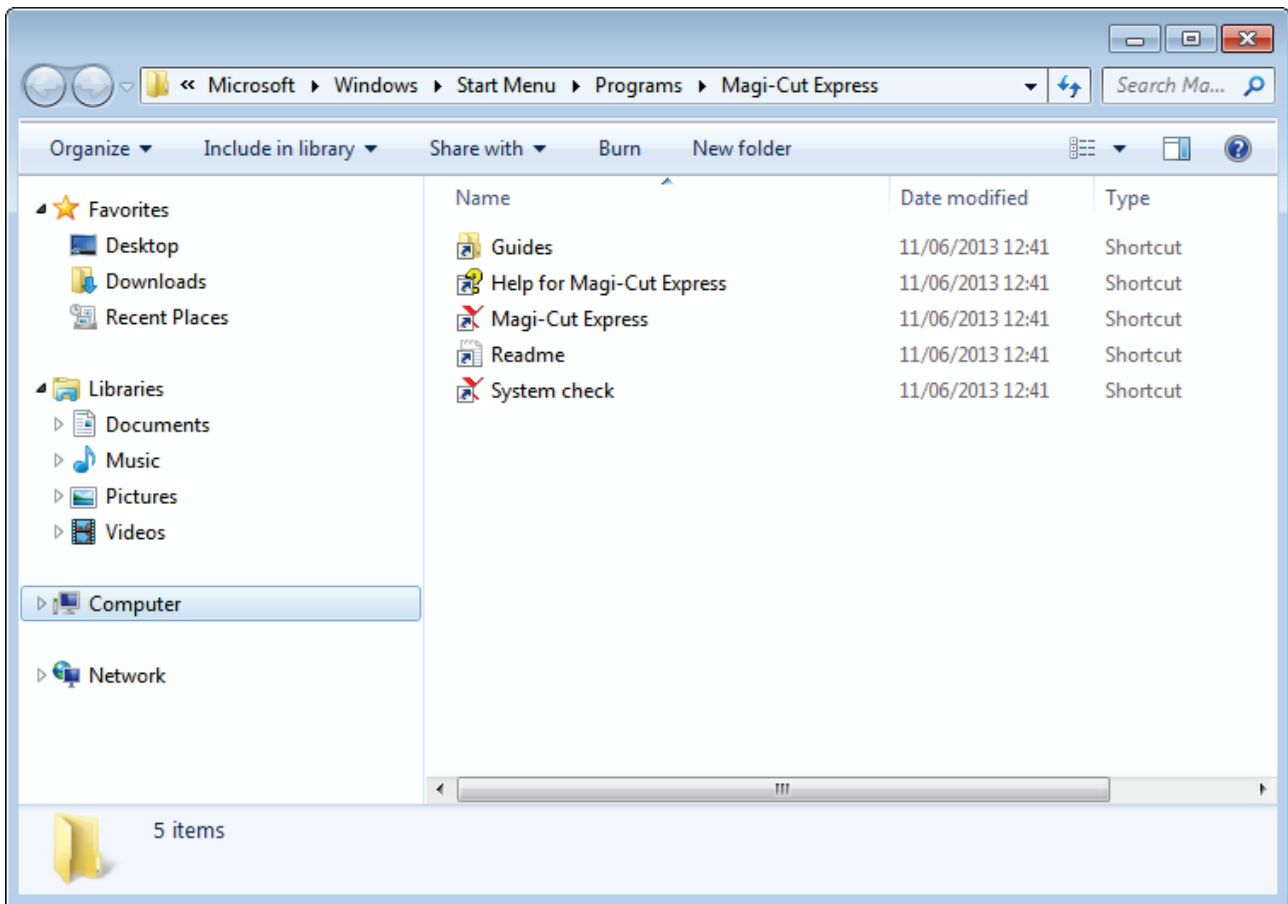 « Microsoft Windows Start Menu Programs Magi-Cut Express Search Ma...
Organize Include in library Share with Burn New folder
Favorites
Desktop
Downloads
Recent Places
Libraries
Documents
Music
Pictures
Videos
Computer
Network
Name Date modified Type
Guides 11/06/2013 12:41 Shortcut
Help for Magi-Cut Express 11/06/2013 12:41 Shortcut
Magi-Cut Express 11/06/2013 12:41 Shortcut
Readme 11/06/2013 12:41 Shortcut
System check 11/06/2013 12:41 Shortcut
5 items